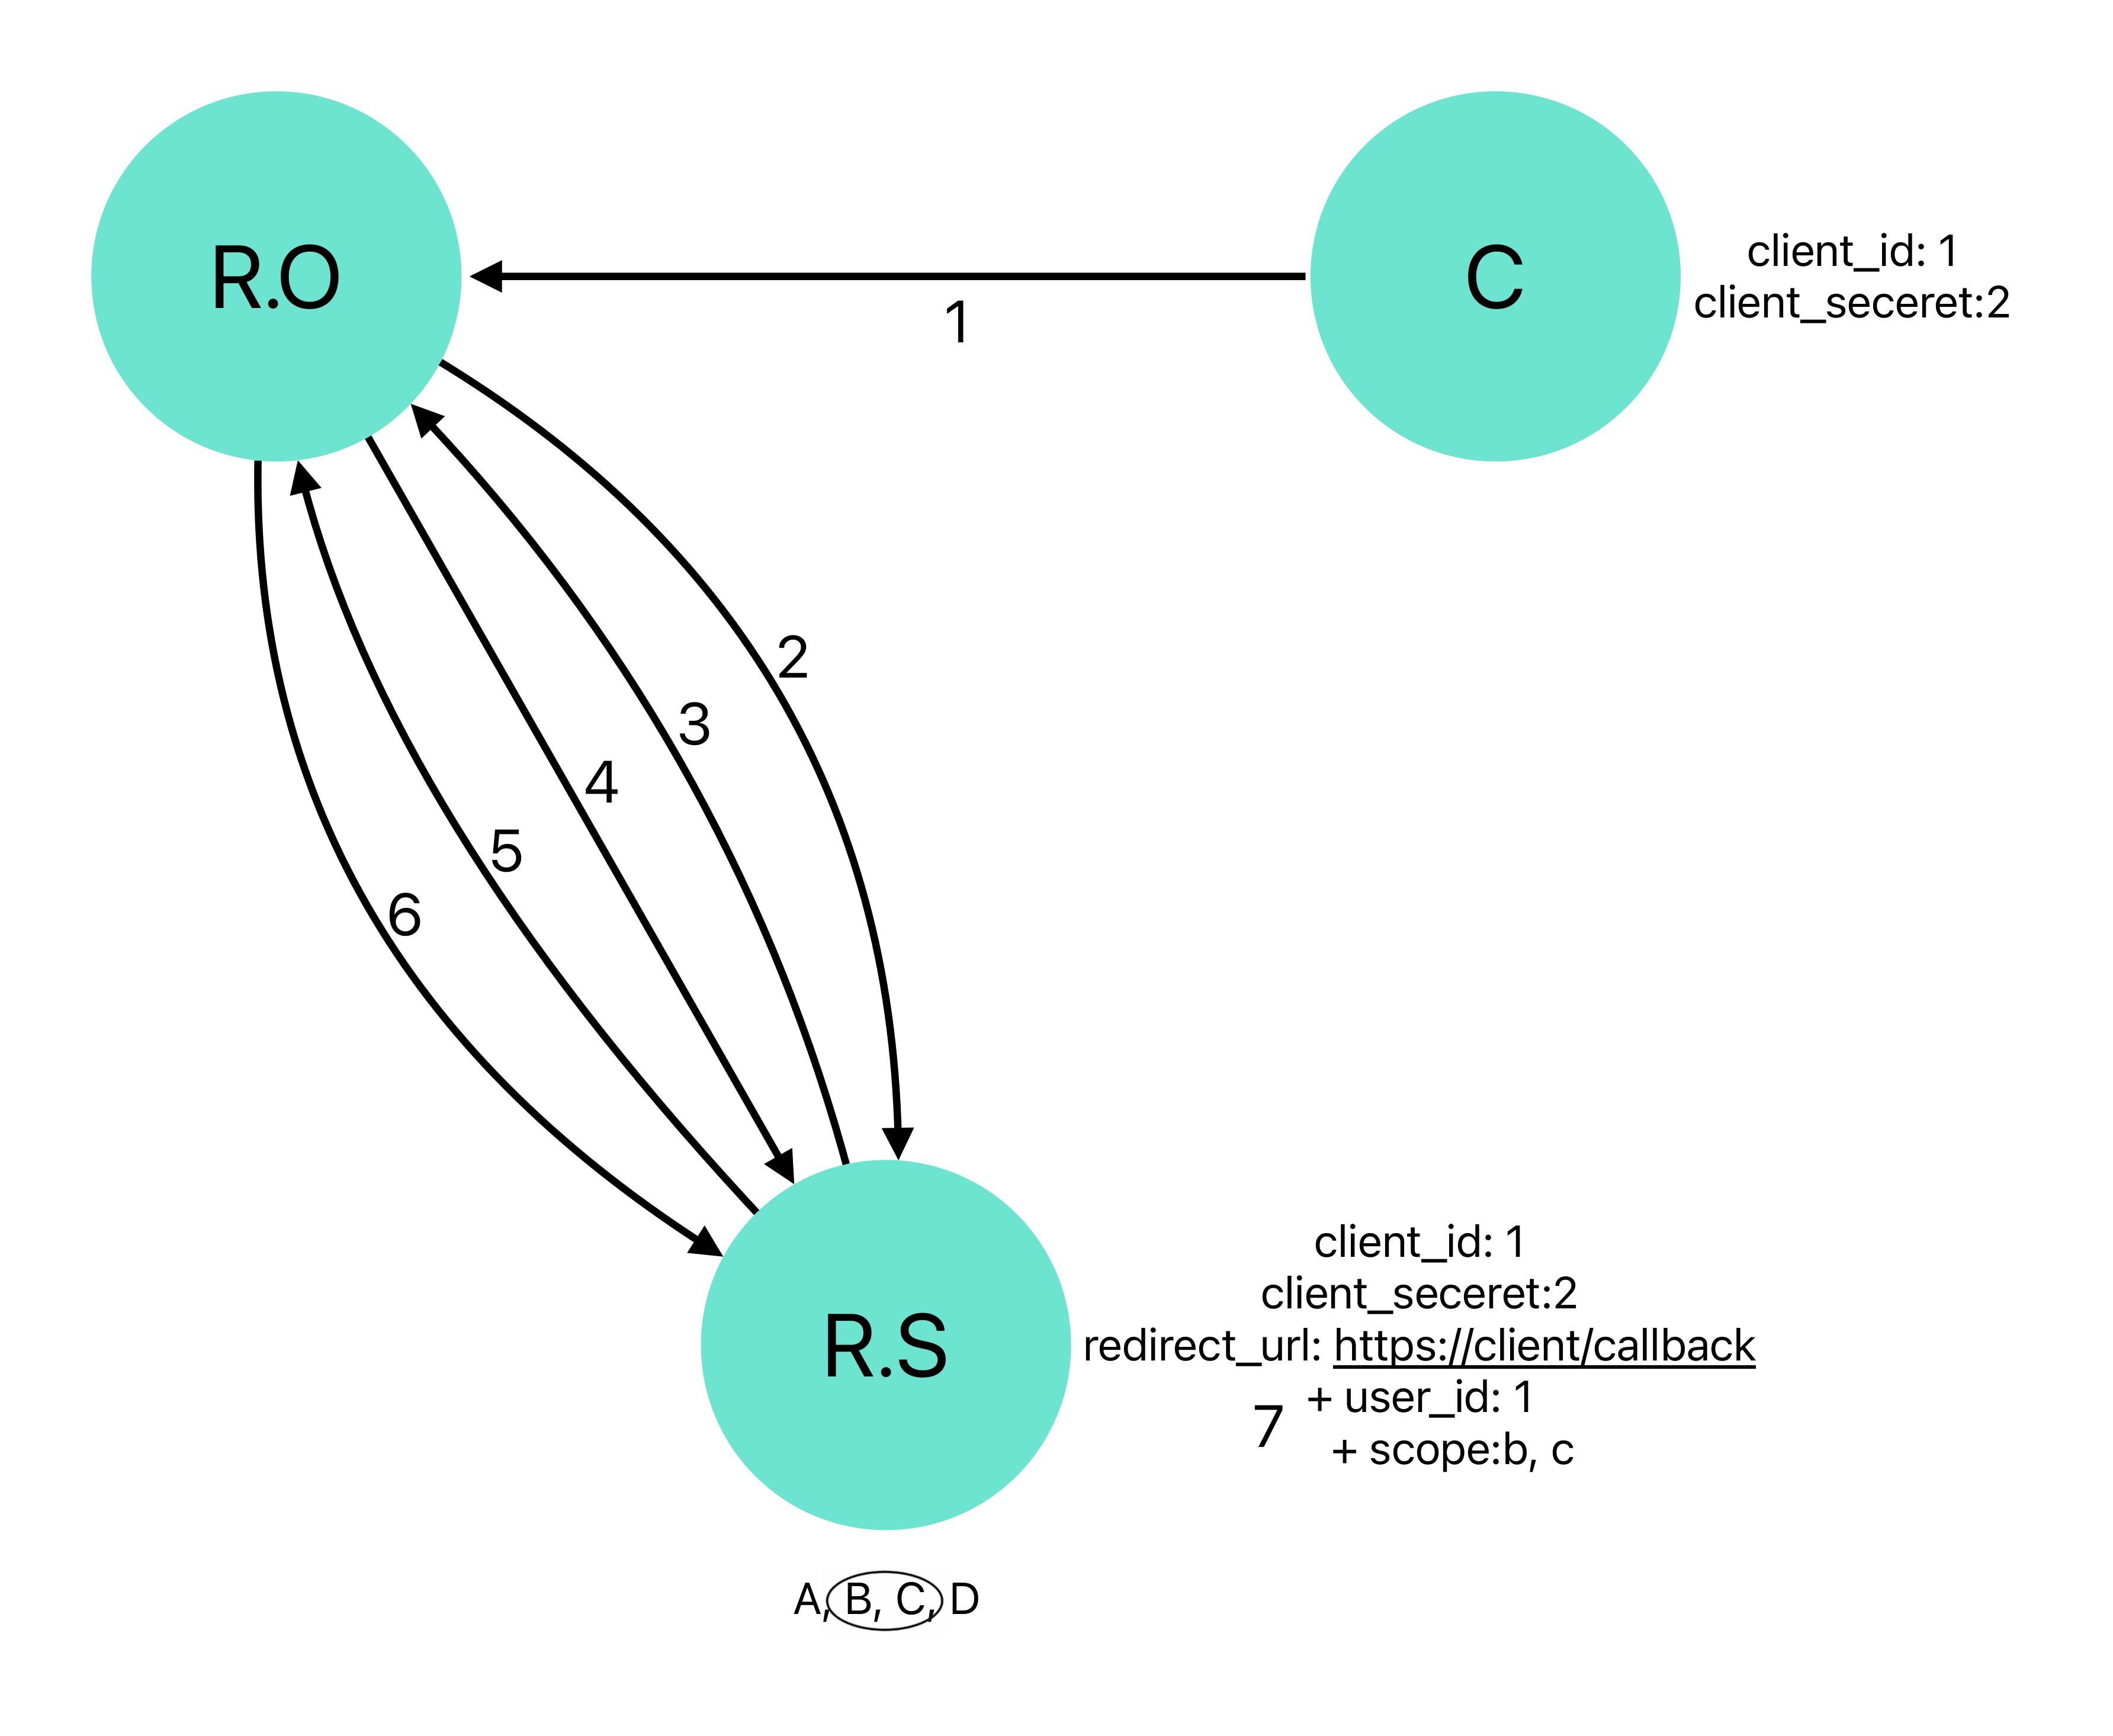 R.O
C
client_id: 1
client_seceret:2
1
2
3
4
5
6
R.S
client_id: 1
client_seceret:2
redirect_url: https://client/callback
+ user_id: 1
7
+ scope:b, c
A, B, C, D